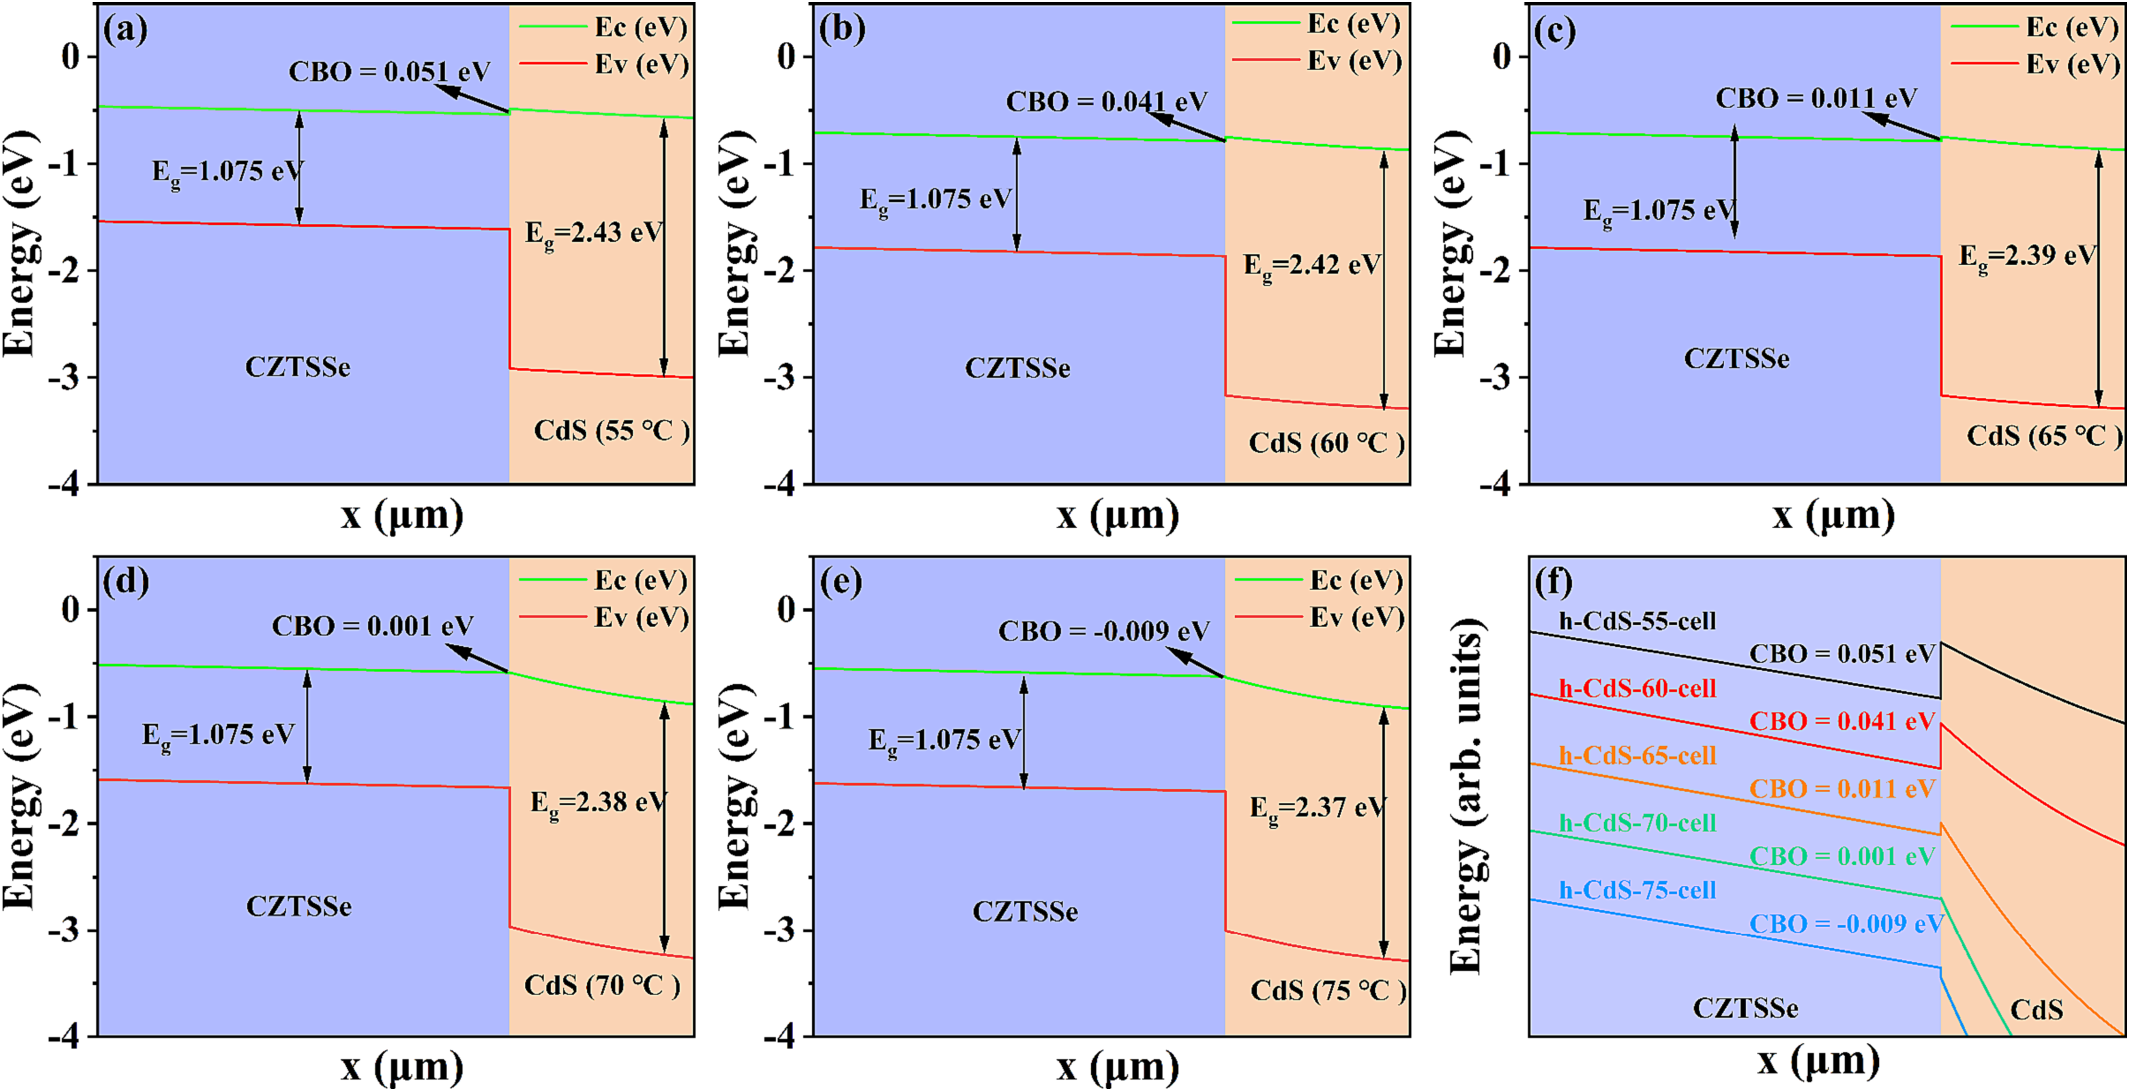 (a)
Ec (eV)
Ev (eV)
CBO = 0.051 eV
Eg=1.075 eV
Eg=2.43 eV
CZTSSe
CdS (55 ℃ )
0
-1
-2
-3
-4
Energy (eV)
x (μm)
(b)
Ec (eV)
Ev (eV)
CBO = 0.041 eV
Eg=1.075 eV
Eg=2.42 eV
CZTSSe
CdS (60 ℃ )
0
-1
-2
-3
-4
Energy (eV)
x (μm)
(c)
Ec (eV)
Ev (eV)
CBO = 0.011 eV
Eg=1.075 eV
Eg=2.39 eV
CZTSSe
CdS (65 ℃ )
0
-1
-2
-3
-4
Energy (eV)
x (μm)
(d)
Ec (eV)
Ev (eV)
CBO = 0.001 eV
Eg=1.075 eV
Eg=2.38 eV
CZTSSe
CdS (70 ℃ )
0
-1
-2
-3
-4
Energy (eV)
x (μm)
(e)
Ec (eV)
Ev (eV)
CBO = -0.009 eV
Eg=1.075 eV
Eg=2.37 eV
CZTSSe
CdS (75 ℃ )
0
-1
-2
-3
-4
Energy (eV)
x (μm)
(f)
h-CdS-55-cell
CBO = 0.051 eV
h-CdS-60-cell
CBO = 0.041 eV
h-CdS-65-cell
CBO = 0.011 eV
h-CdS-70-cell
CBO = 0.001 eV
h-CdS-75-cell
CBO = -0.009 eV
CZTSSe
CdS
Energy (arb. units)
x (μm)